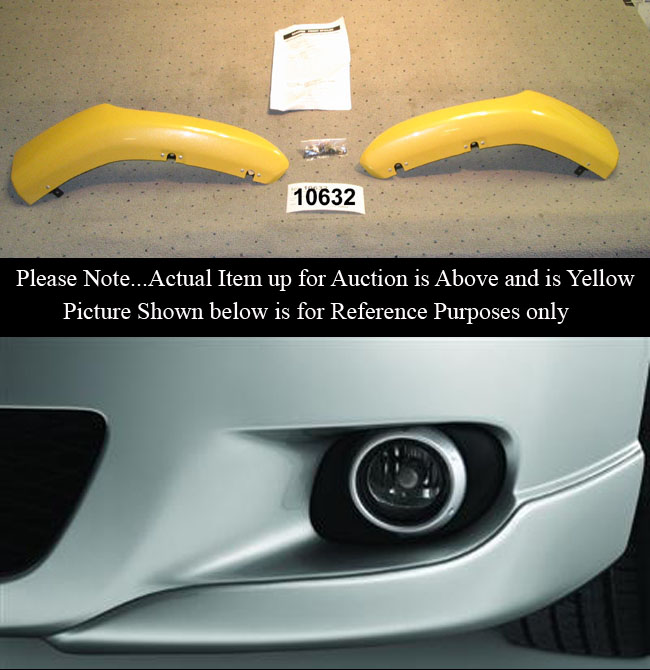 10632
Please Note...Actual Item up for Auction is Above and is Yellow
Picture Shown below is for Reference Purposes only